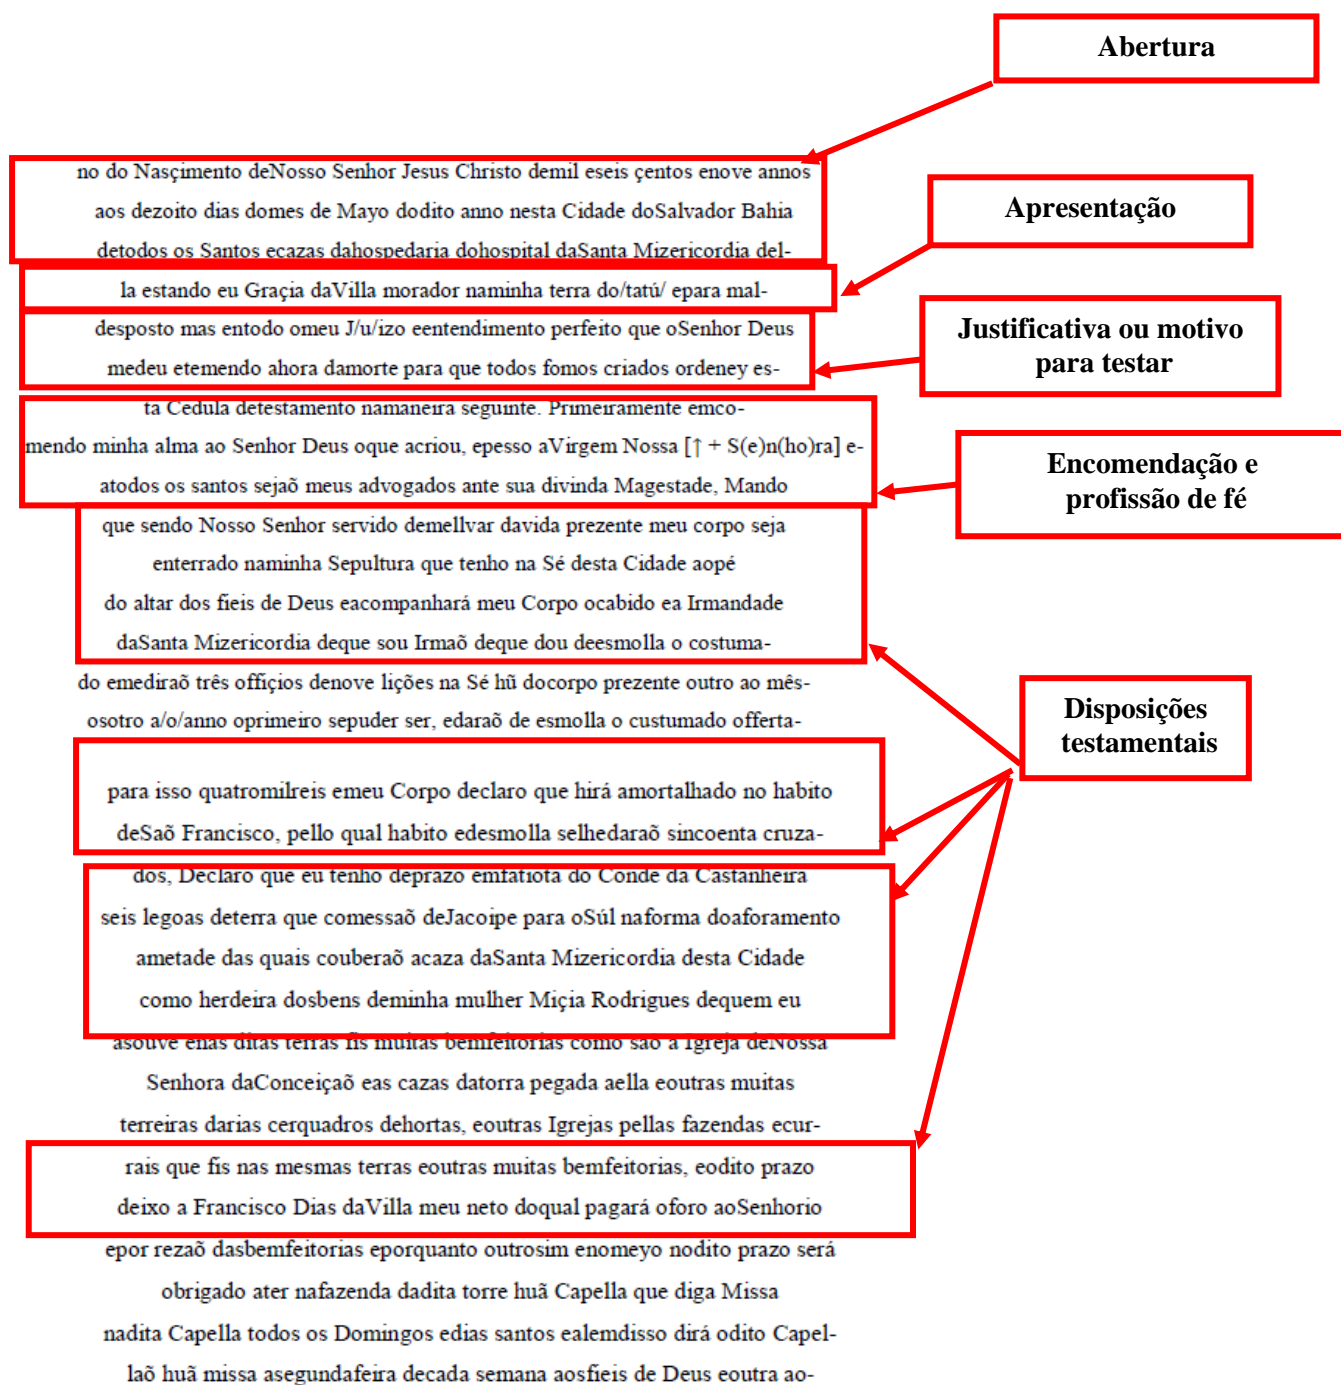 Abertura
no do Nasçimento deNosso Senhor Jesus Christo demil eseis çentos enove annos
aos dezoito dias domes de Mayo dodito anno nesta Cidade doSalvador Bahia
detodos os Santos ecazas dahospedaria dohospital daSanta Mizericordia del-
Apresentação
la estando eu Graçia daVilla morador naminha terra do/tatú/ epara mal-
Justificativa ou motivo
para testar
desposto mas entodo omeu J/u/izo eentendimento perfeito que oSenhor Deus
medeu etemendo ahora damorte para que todos fomos criados ordeney es-
Encomendação e
profissão de fé
ta Cedula detestamento namaneira seguinte. Primeiramente emco-
mendo minha alma ao Senhor Deus oque acriou, epesso aVirgem Nossa [↑ + S(e)n(ho)ra] e-
atodos os santos sejaõ meus advogados ante sua divinda Magestade, Mando
que sendo Nosso Senhor servido demellvar davida prezente meu corpo seja
enterrado naminha Sepultura que tenho na Sé desta Cidade aopé
do altar dos fieis de Deus eacompanhará meu Corpo ocabido ea Irmandade
daSanta Mizericordia deque sou Irmaõ deque dou deesmolla o costuma-
do emediraõ três offíçios denove lições na Sé hũ docorpo prezente outro ao mês-
osotro a/o/anno oprimeiro sepuder ser, edaraõ de esmolla o custumado offerta-
Disposições
testamentais
para isso quatromilreis emeu Corpo declaro que hirá amortalhado no habito
deSaõ Francisco, pello qual habito edesmolla selhedaraõ sincoenta cruza-
dos, Declaro que eu tenho deprazo emfatiota do Conde da Castanheira
seis legoas deterra que comessaõ deJacoipe para oSúl naforma doaforamento
ametade das quais couberaõ acaza daSanta Mizericordia desta Cidade
como herdeira dosbens deminha mulher Miçia Rodrigues dequem eu
asouve enas ditas terras fis muitas bemfeitorias como são a Igreja deNossa
Senhora daConceiçaõ eas cazas datorra pegada aella eoutras muitas
terreiras darias cerquadros dehortas, eoutras Igrejas pellas fazendas ecur-
rais que fis nas mesmas terras eoutras muitas bemfeitorias, eodito prazo
deixo a Francisco Dias daVilla meu neto doqual pagará oforo aoSenhorio
epor rezaõ dasbemfeitorias eporquanto outrosim enomeyo nodito prazo será
obrigado ater nafazenda dadita torre huã Capella que diga Missa
nadita Capella todos os Domingos edias santos ealemdisso dirá odito Capel-
laõ huã missa asegundafeira decada semana aosfieis de Deus eoutra ao-